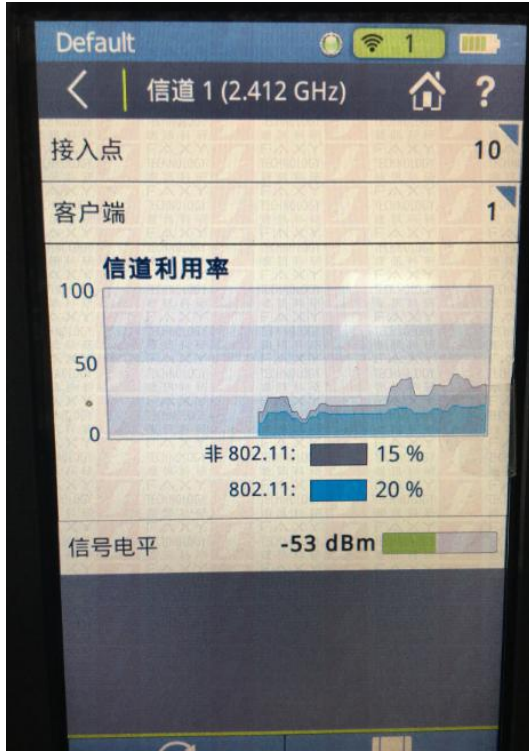 Default
1
信道 1 (2.412 GHz)
?
接入点 10
客户端 1
信道利用率
100
50
0
非 802.11: 15 %
802.11: 20 %
信号电平 -53 dBm